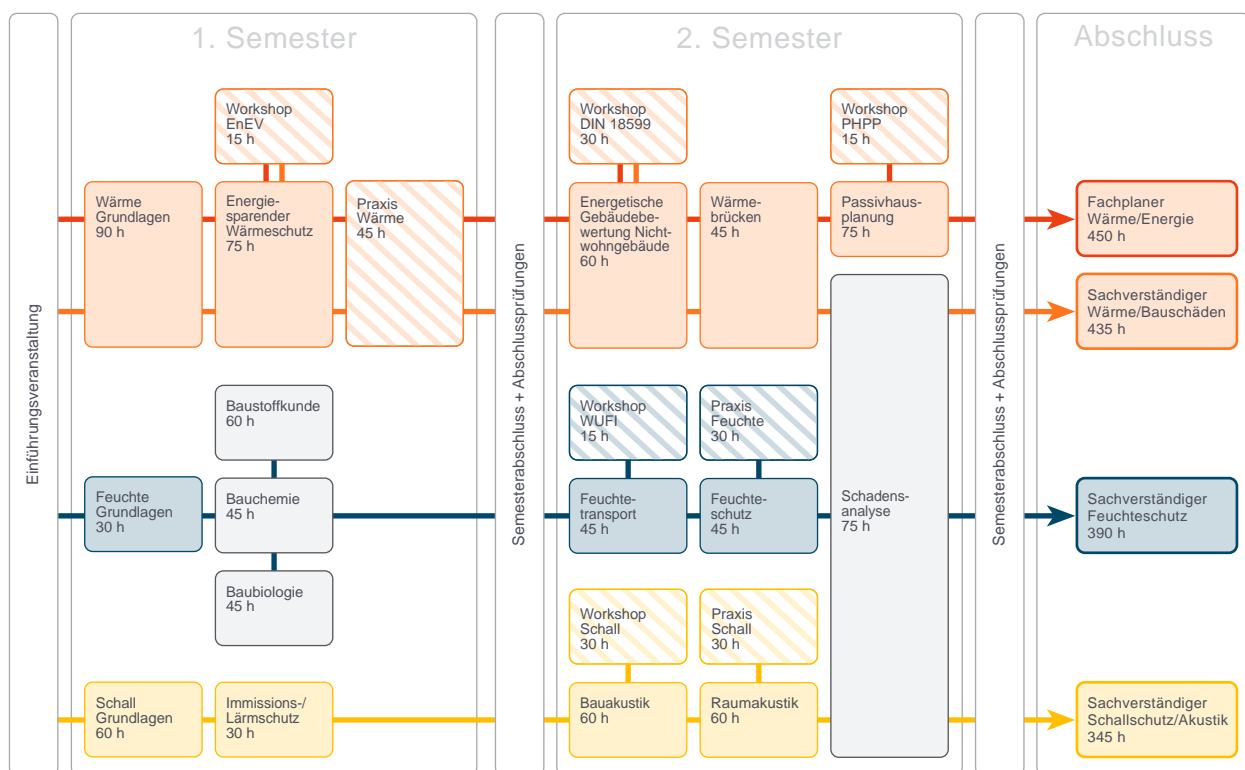 Einführungsveranstaltung
1. Semester
Workshop
EnEV
15 h
Wärme
Grundlagen
90 h
Energie-
sparender
Wärmeschutz
75 h
Praxis
Wärme
45 h
Baustoffkunde
60 h
Feuchte
Grundlagen
30 h
Bauchemie
45 h
Baubiologie
45 h
Schall
Grundlagen
60 h
Immissions-/
Lärmschutz
30 h
Semesterabschluss + Abschlussprüfungen
2. Semester
Workshop
DIN 18599
30 h
Workshop
PHPP
15 h
Energetische
Gebäudebe-
wertung Nicht-
wohngebäude
60 h
Wärme-
brücken
45 h
Passivhaus-
planung
75 h
Workshop
WUFI
15 h
Praxis
Feuchte
30 h
Feuchte-
transport
45 h
Feuchte-
schutz
45 h
Schadens-
analyse
75 h
Workshop
Schall
30 h
Praxis
Schall
30 h
Bauakustik
60 h
Raumakustik
60 h
Semesterabschluss + Abschlussprüfungen
Abschluss
Fachplaner
Wärme/Energie
450 h
Sachverständiger
Wärme/Bauschäden
435 h
Sachverständiger
Feuchteschutz
390 h
Sachverständiger
Schallschutz/Akustik
345 h